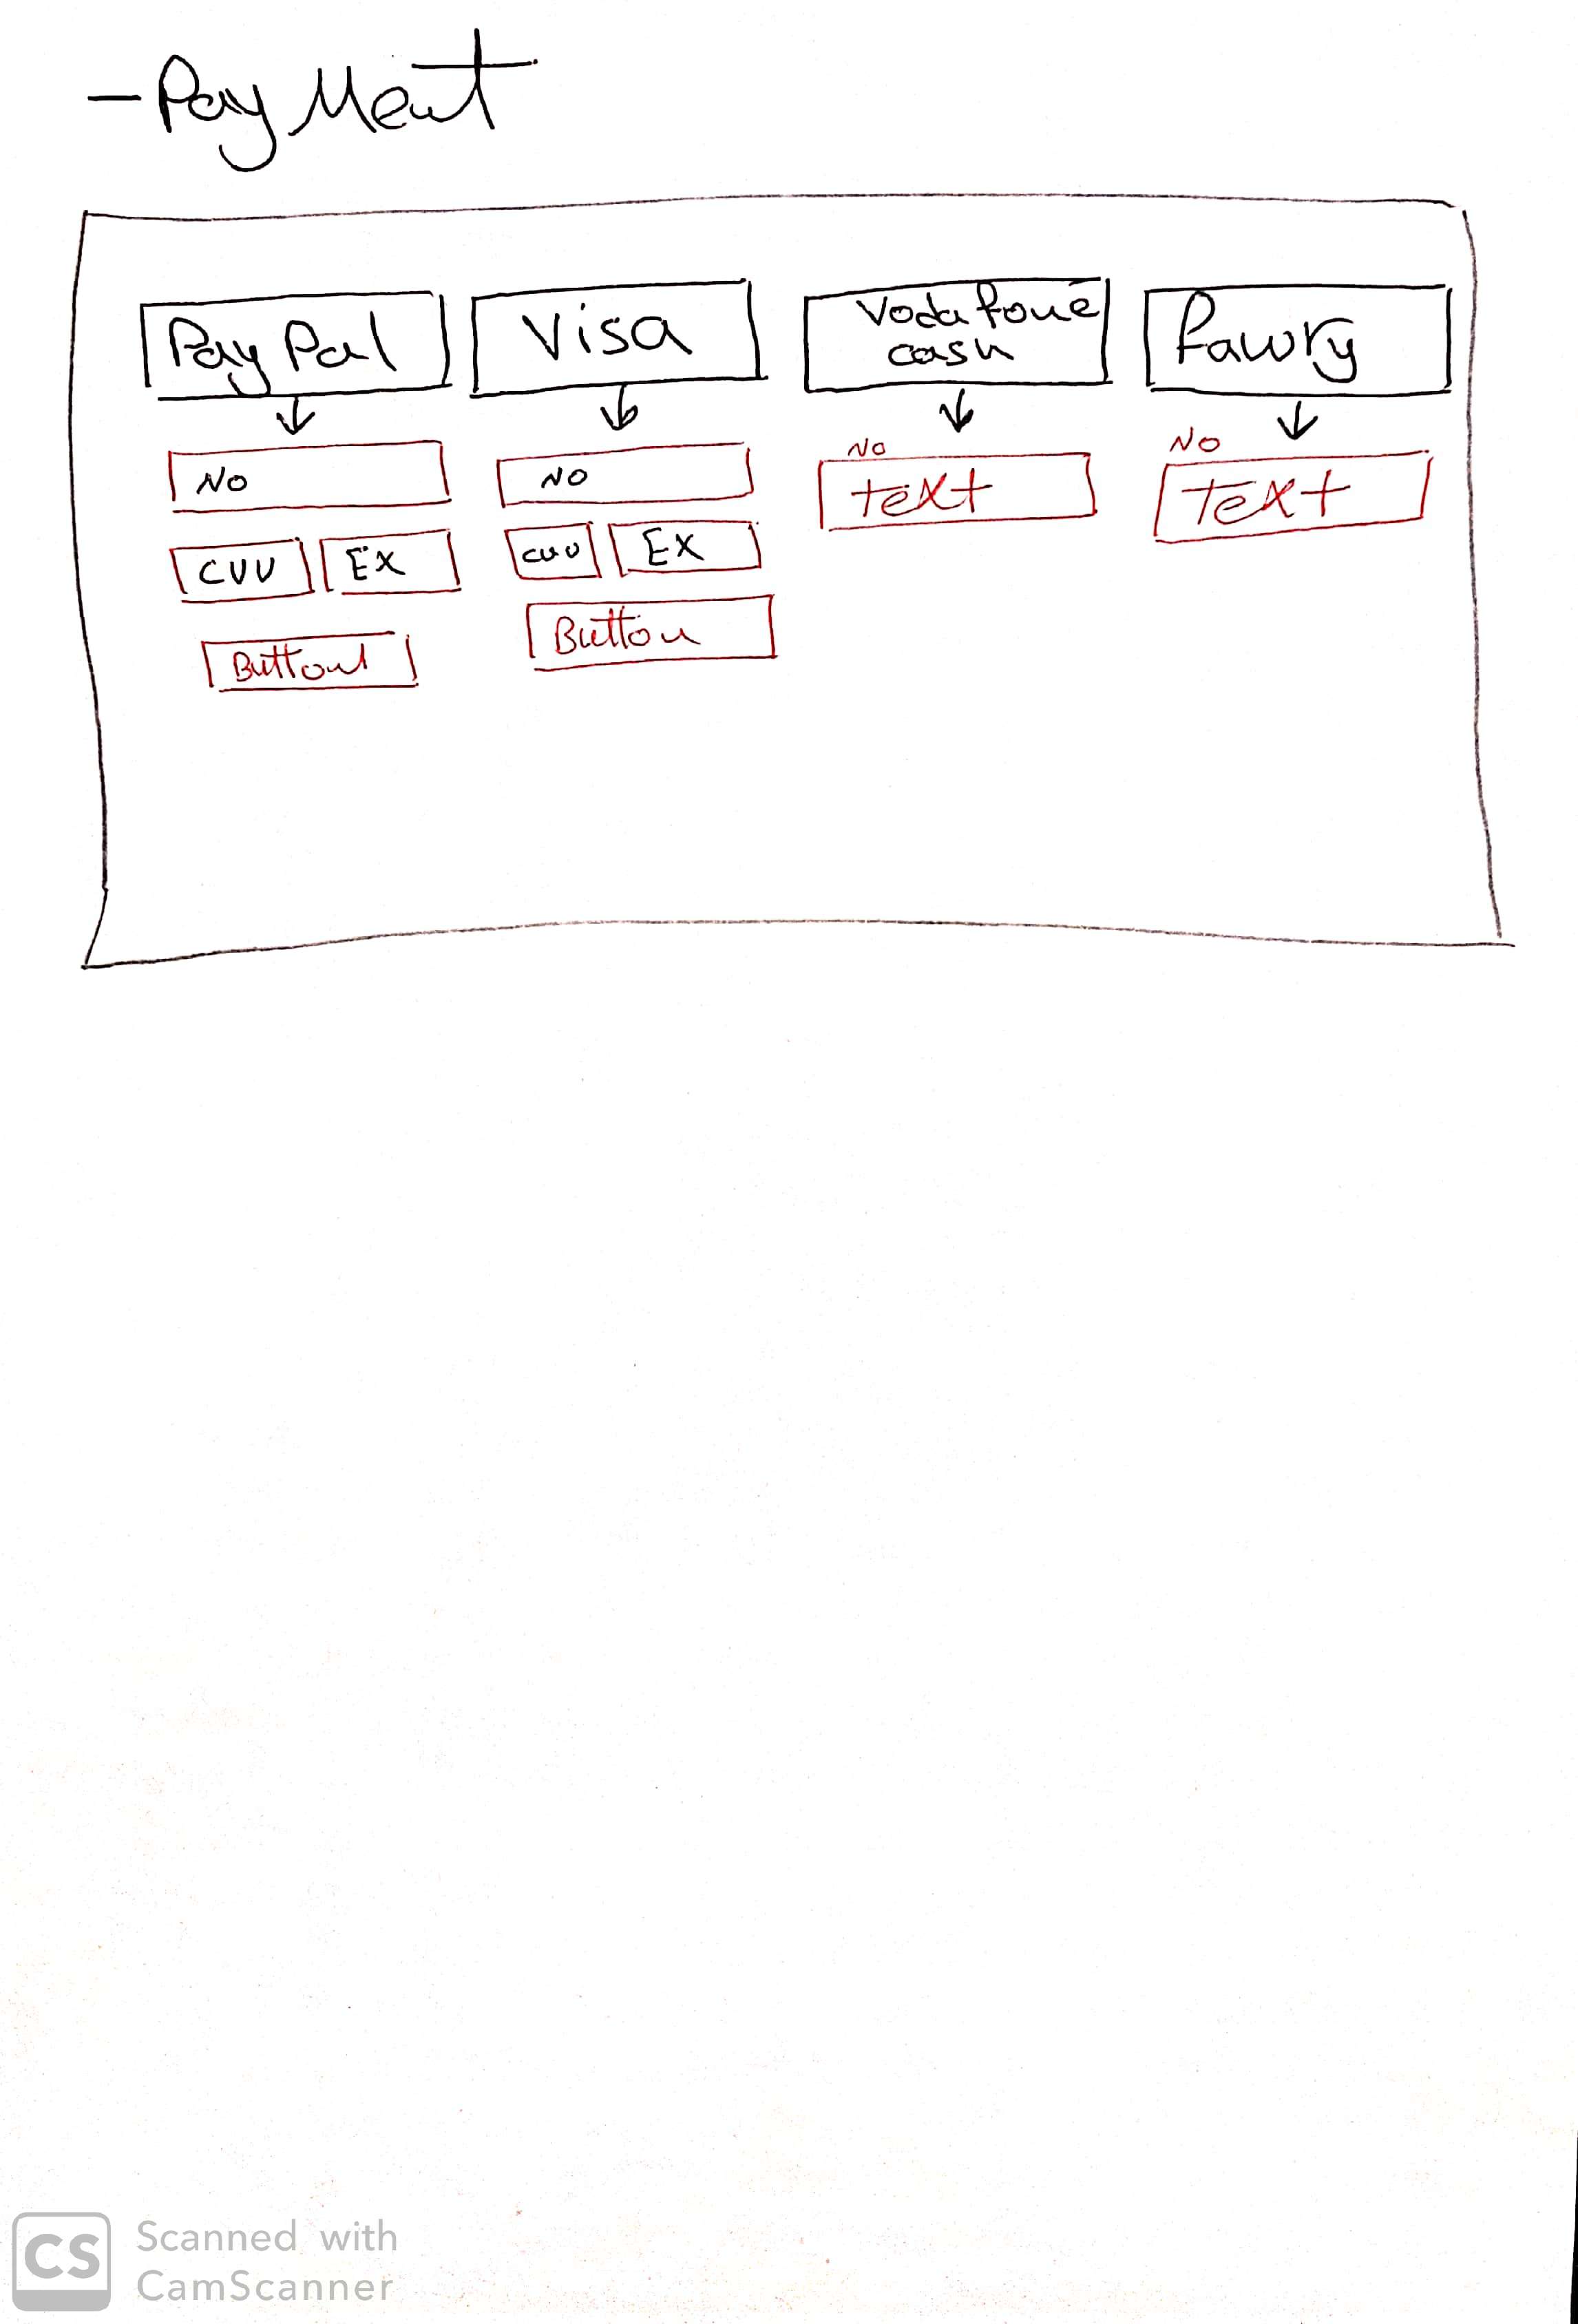 - PayMent
PayPal
Visa
Vodafone
cash
fawry
No
No
No
text
No
Text
CVV
EX
CVV
EX
Button
Button
CS
Scanned with
CamScanner